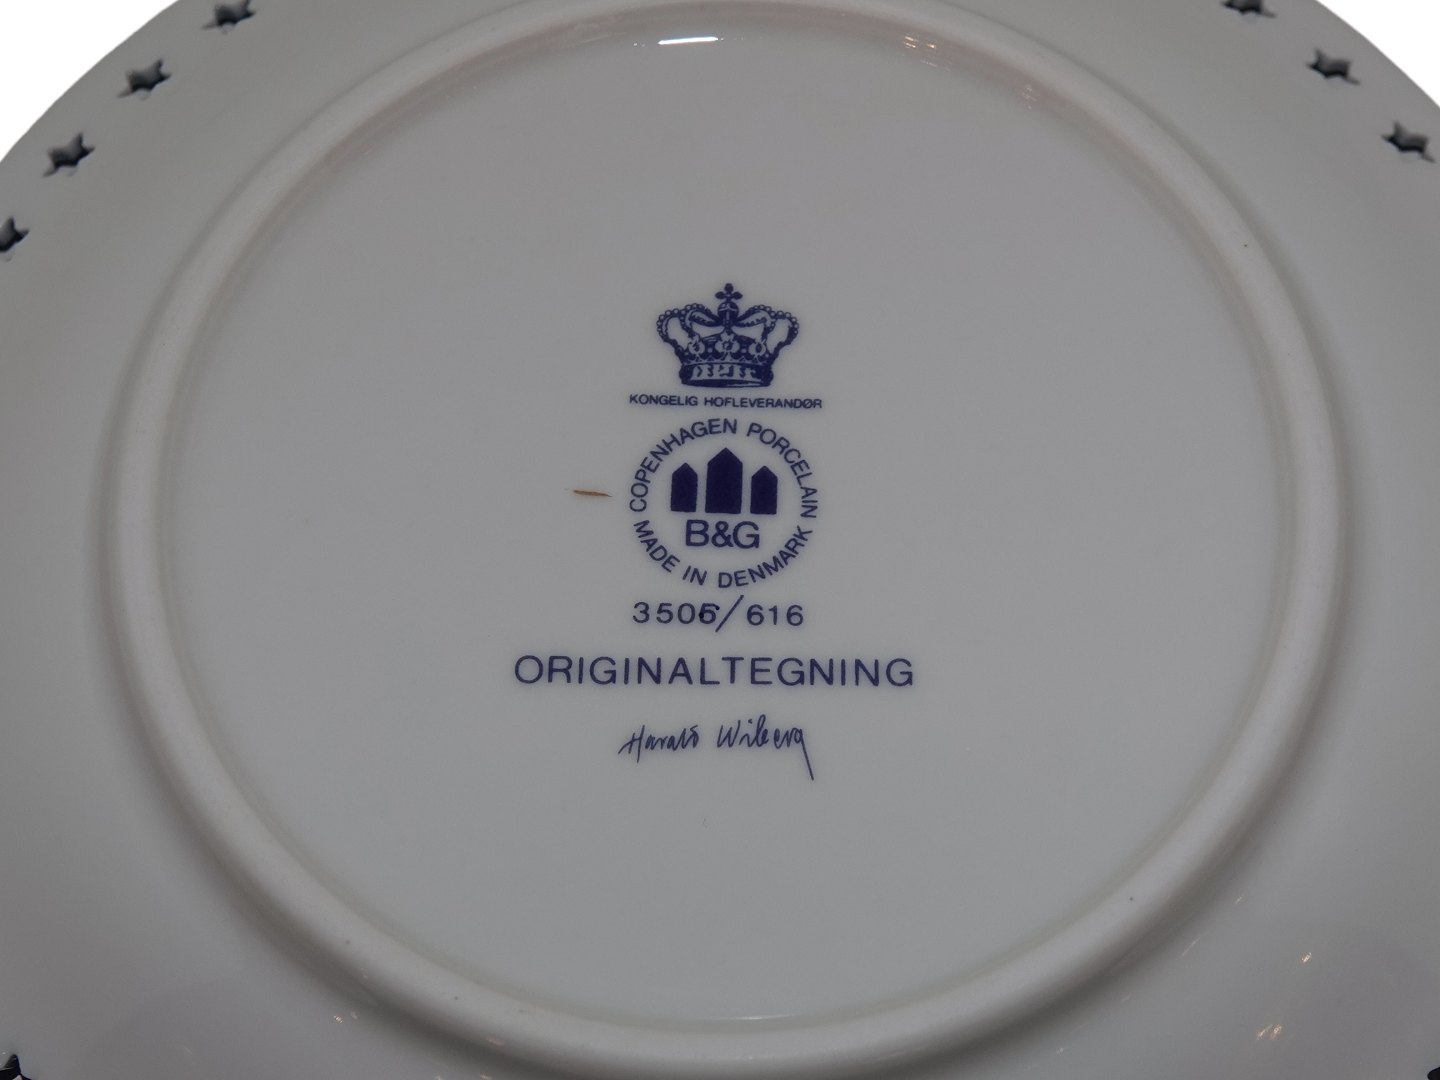 KONGELIG HOFLEVERANDØR
COPENHAGEN PORCELAIN
B&G
MADE IN DENMARK
3506/616
ORIGINALTEGNING
Harald Wiberg